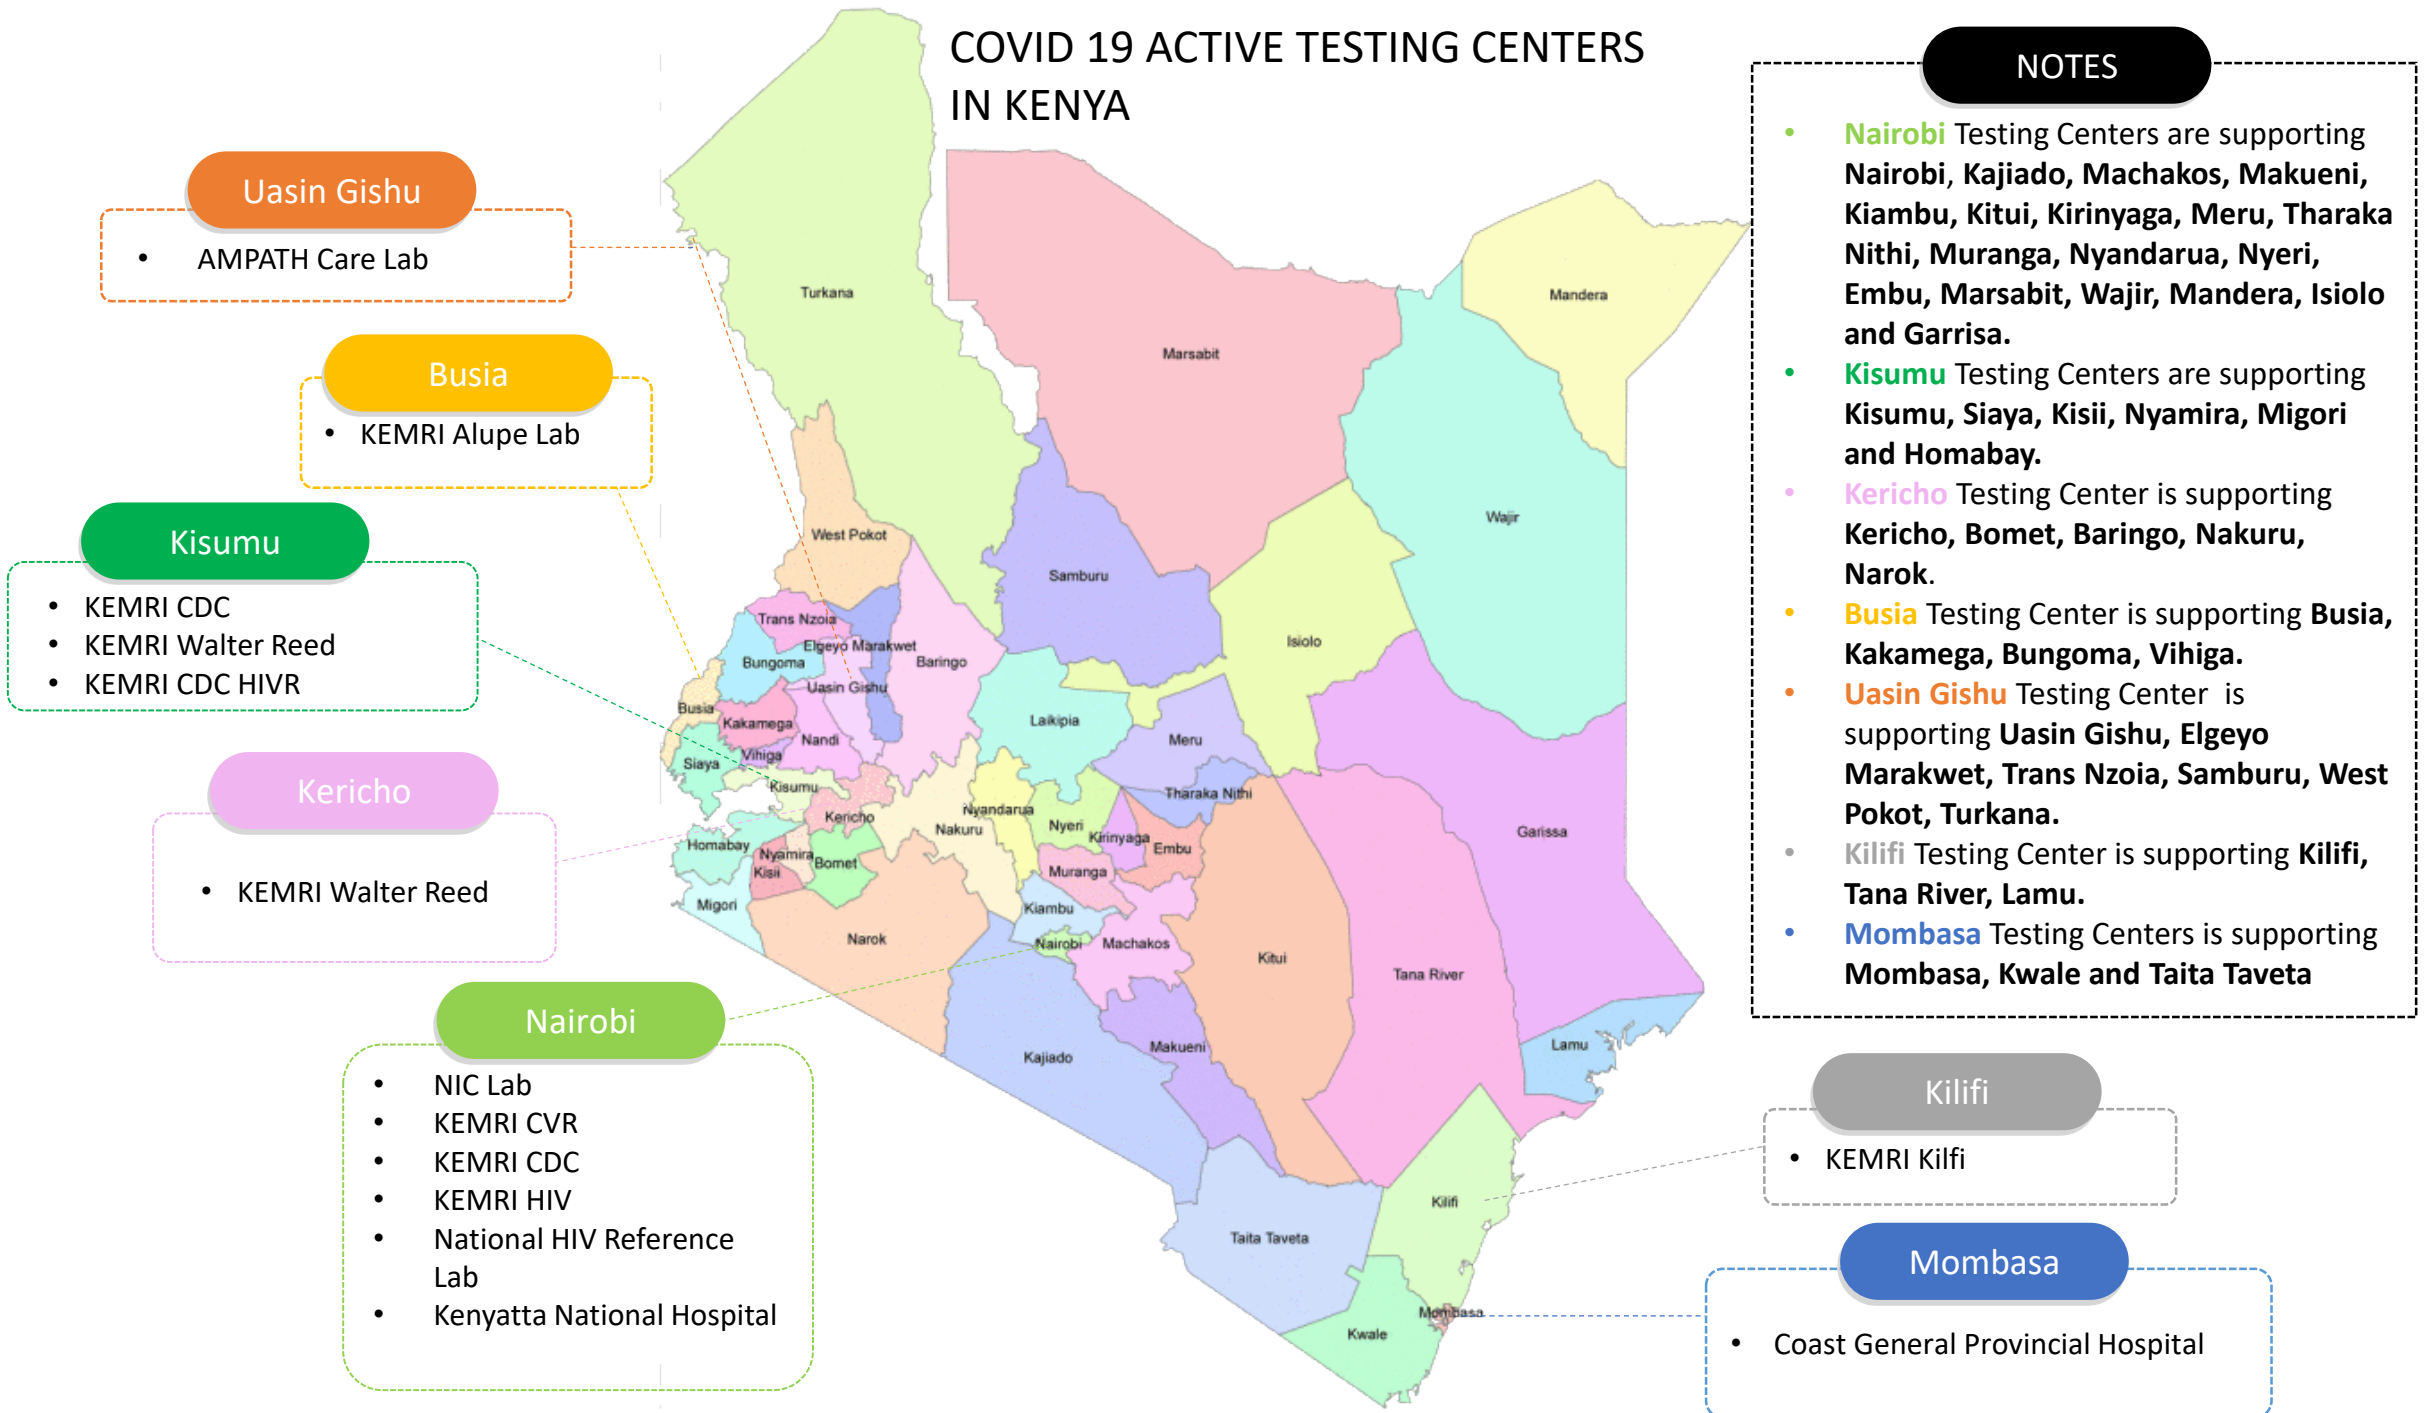 COVID 19 ACTIVE TESTING CENTERS
IN KENYA
Uasin Gishu
• AMPATH Care Lab
Busia
• KEMRI Alupe Lab
Kisumu
• KEMRI CDC
• KEMRI Walter Reed
• KEMRI CDC HIVR
Kericho
• KEMRI Walter Reed
Nairobi
• NIC Lab
• KEMRI CVR
• KEMRI CDC
• KEMRI HIV
• National HIV Reference
Lab
• Kenyatta National Hospital
Turkana
Marsabit
Mandera
Wajir
West Pokot
Samburu
Isiolo
Trans Nzoia
Elgeyo Marakwet
Bungoma
Baringo
Uasin Gishu
Busia
Kakamega
Laikipia
Nandi
Meru
Vihiga
Siaya
Kisumu
Tharaka Nithi
Nyandarua
Kericho
Nakuru
Nyeri
Kirinyaga
Garissa
Homabay
Nyamira
Bomet
Embu
Kisii
Muranga
Migori
Kiambu
Narok
Nairobi
Machakos
Kitui
Tana River
Kajiado
Makueni
Lamu
Kilifi
Taita Taveta
Mombasa
Kwale
NOTES
• Nairobi Testing Centers are supporting
Nairobi, Kajiado, Machakos, Makueni,
Kiambu, Kitui, Kirinyaga, Meru, Tharaka
Nithi, Muranga, Nyandarua, Nyeri,
Embu, Marsabit, Wajir, Mandera, Isiolo
and Garrisa.
• Kisumu Testing Centers are supporting
Kisumu, Siaya, Kisii, Nyamira, Migori
and Homabay.
• Kericho Testing Center is supporting
Kericho, Bomet, Baringo, Nakuru,
Narok.
• Busia Testing Center is supporting Busia,
Kakamega, Bungoma, Vihiga.
• Uasin Gishu Testing Center is
supporting Uasin Gishu, Elgeyo
Marakwet, Trans Nzoia, Samburu, West
Pokot, Turkana.
• Kilifi Testing Center is supporting Kilifi,
Tana River, Lamu.
• Mombasa Testing Centers is supporting
Mombasa, Kwale and Taita Taveta
Kilifi
• KEMRI Kilfi
Mombasa
• Coast General Provincial Hospital